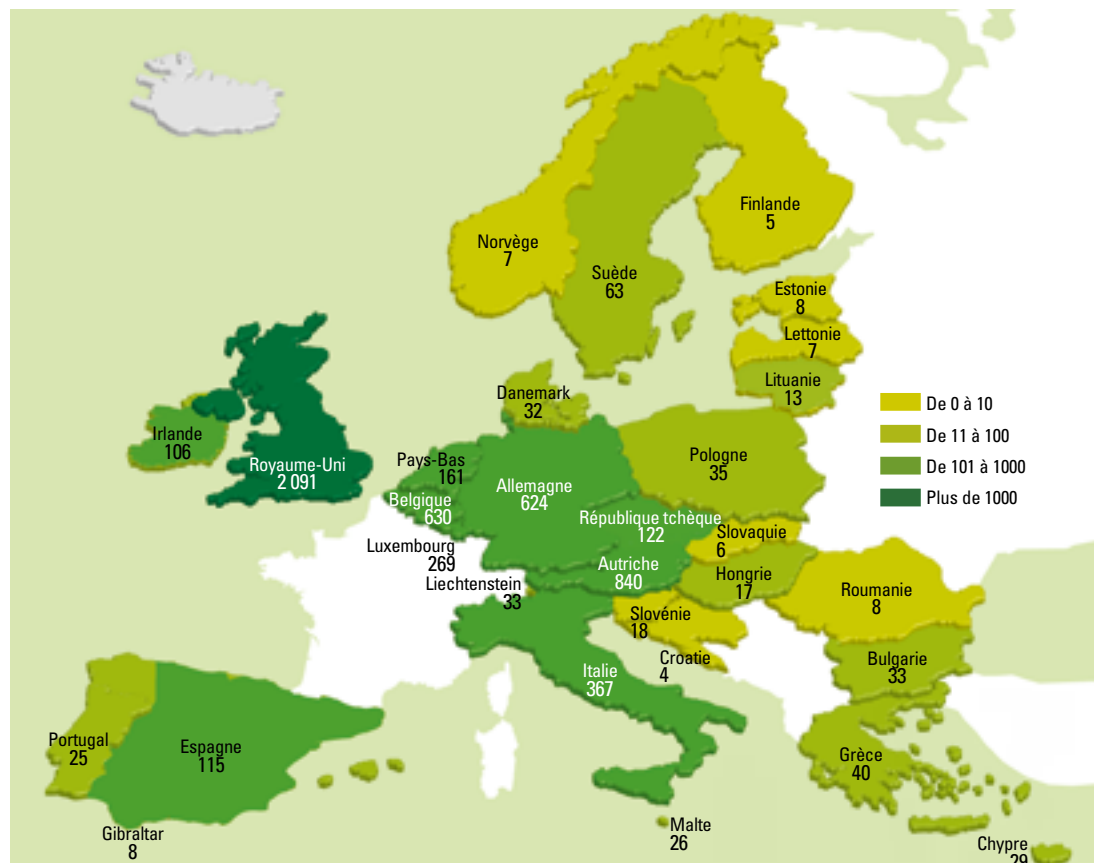 Finlande
5
Norvège
7
Suède
63
Estonie
8
Lettonie
7
Lituanie
13
Danemark
32
Irlande
106
Royaume-Uni
2 091
Pays-Bas
161
Belgique
630
Allemagne
624
Pologne
35
De 0 à 10
De 11 à 100
De 101 à 1000
Plus de 1000
République tchèque
122
Slovaquie
6
Luxembourg
269
Liechtenstein
33
Autriche
840
Hongrie
17
Roumanie
8
Slovénie
18
Croatie
4
Italie
367
Bulgarie
33
Portugal
25
Espagne
115
Grèce
40
Gibraltar
8
Malte
26
Chypre
29